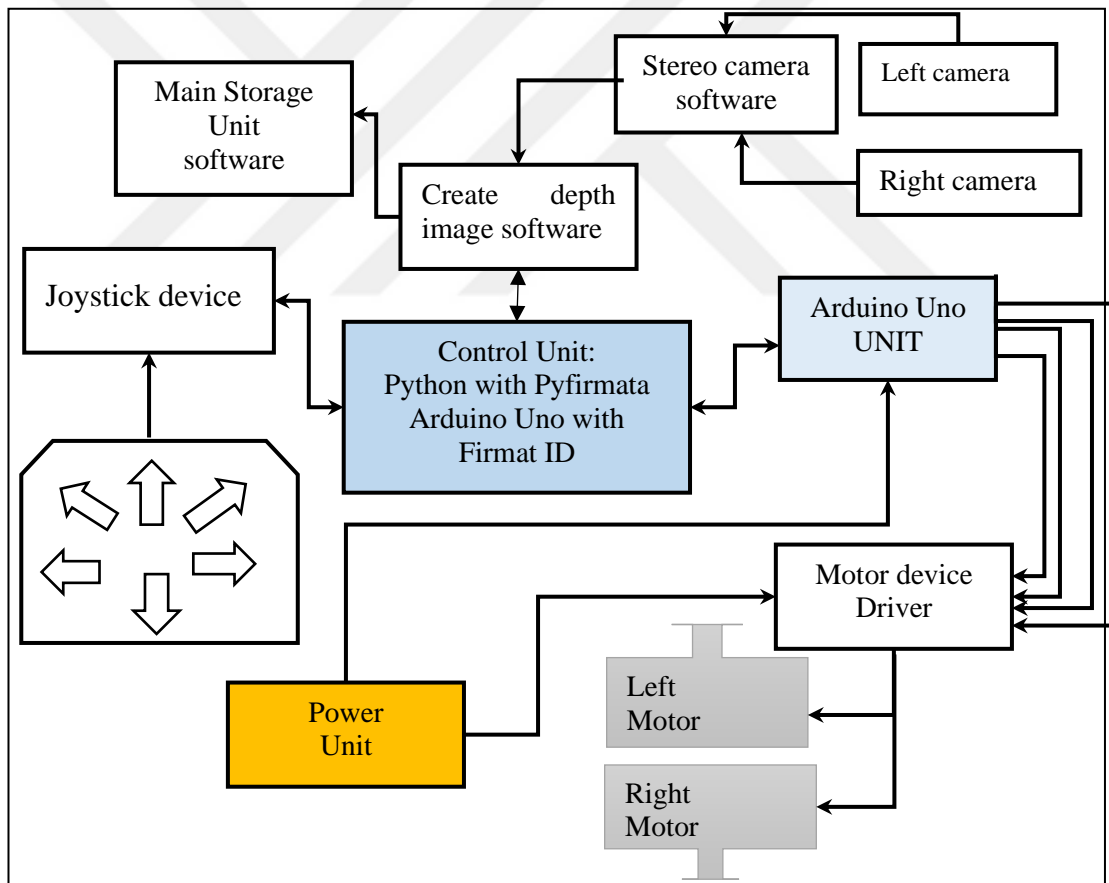 Main Storage
Unit
software
Stereo camera
software
Left camera
Right camera
Create depth
image software
Joystick device
Arduino Uno
UNIT
Control Unit:
Python with Pyfirmata
Arduino Uno with
Firmat ID
Motor device
Driver
Left
Motor
Power
Unit
Right
Motor